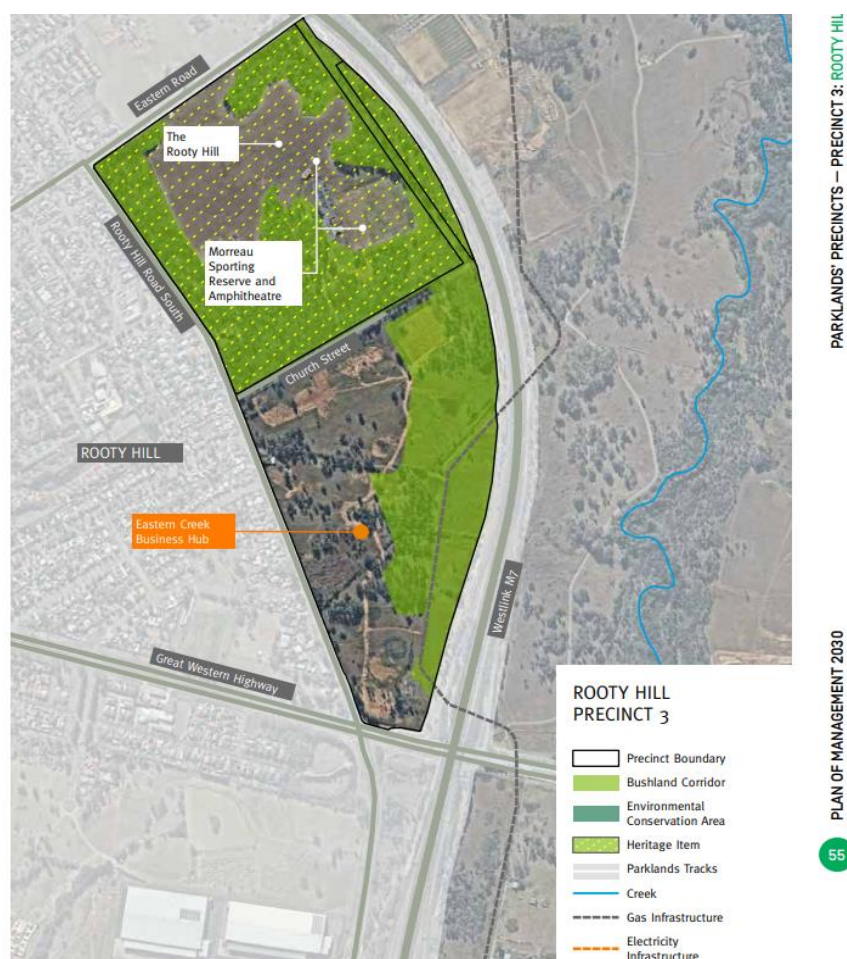 Eastern Road
The
Rooty Hill
Morreau
Sporting
Reserve and
Amphitheatre
Rooty Hill Road South
Church Street
ROOTY HILL
Eastern Creek
Business Hub
Westlink M7
Great Western Highway
ROOTY HILL
PRECINCT 3
Precinct Boundary
Bushland Corridor
Environmental
Conservation Area
Heritage Item
Parklands Tracks
Creek
Gas Infrastructure
Electricity
Infrastructure
PARKLANDS' PRECINCTS — PRECINCT 3: ROOTY HIL
PLAN OF MANAGEMENT 2030
55